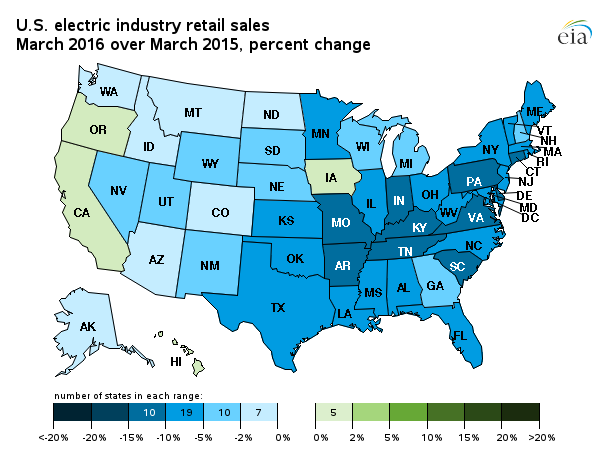 U.S. electric industry retail sales
March 2016 over March 2015, percent change
eia
WA
MT
ND
MN
ME
OR
ID
SD
WI
MI
NY
VT
NH
MA
RI
CT
NJ
DE
MD
DC
WY
IA
NE
PA
NV
UT
CO
IL
IN
OH
WV
VA
CA
KS
MO
KY
NC
TN
AZ
NM
OK
AR
SC
MS
AL
GA
TX
LA
FL
AK
HI
number of states in each range:
10 19 10 7 5
<-20% -20% -15% -10% -5% -2% 0% 0% 2% 5% 10% 15% 20% >20%